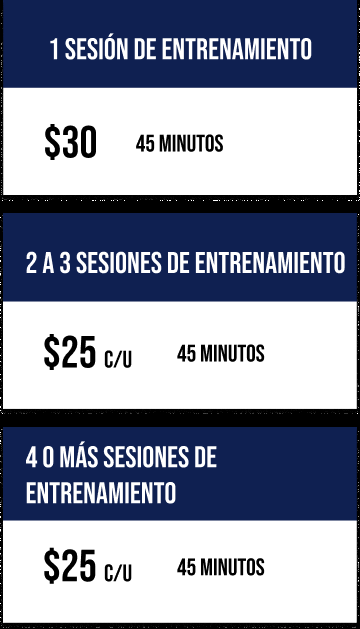 1 SESIÓN DE ENTRENAMIENTO
$30 45 MINUTOS
2 A 3 SESIONES DE ENTRENAMIENTO
$25 C/U 45 MINUTOS
4 O MÁS SESIONES DE
ENTRENAMIENTO
$25 C/U 45 MINUTOS